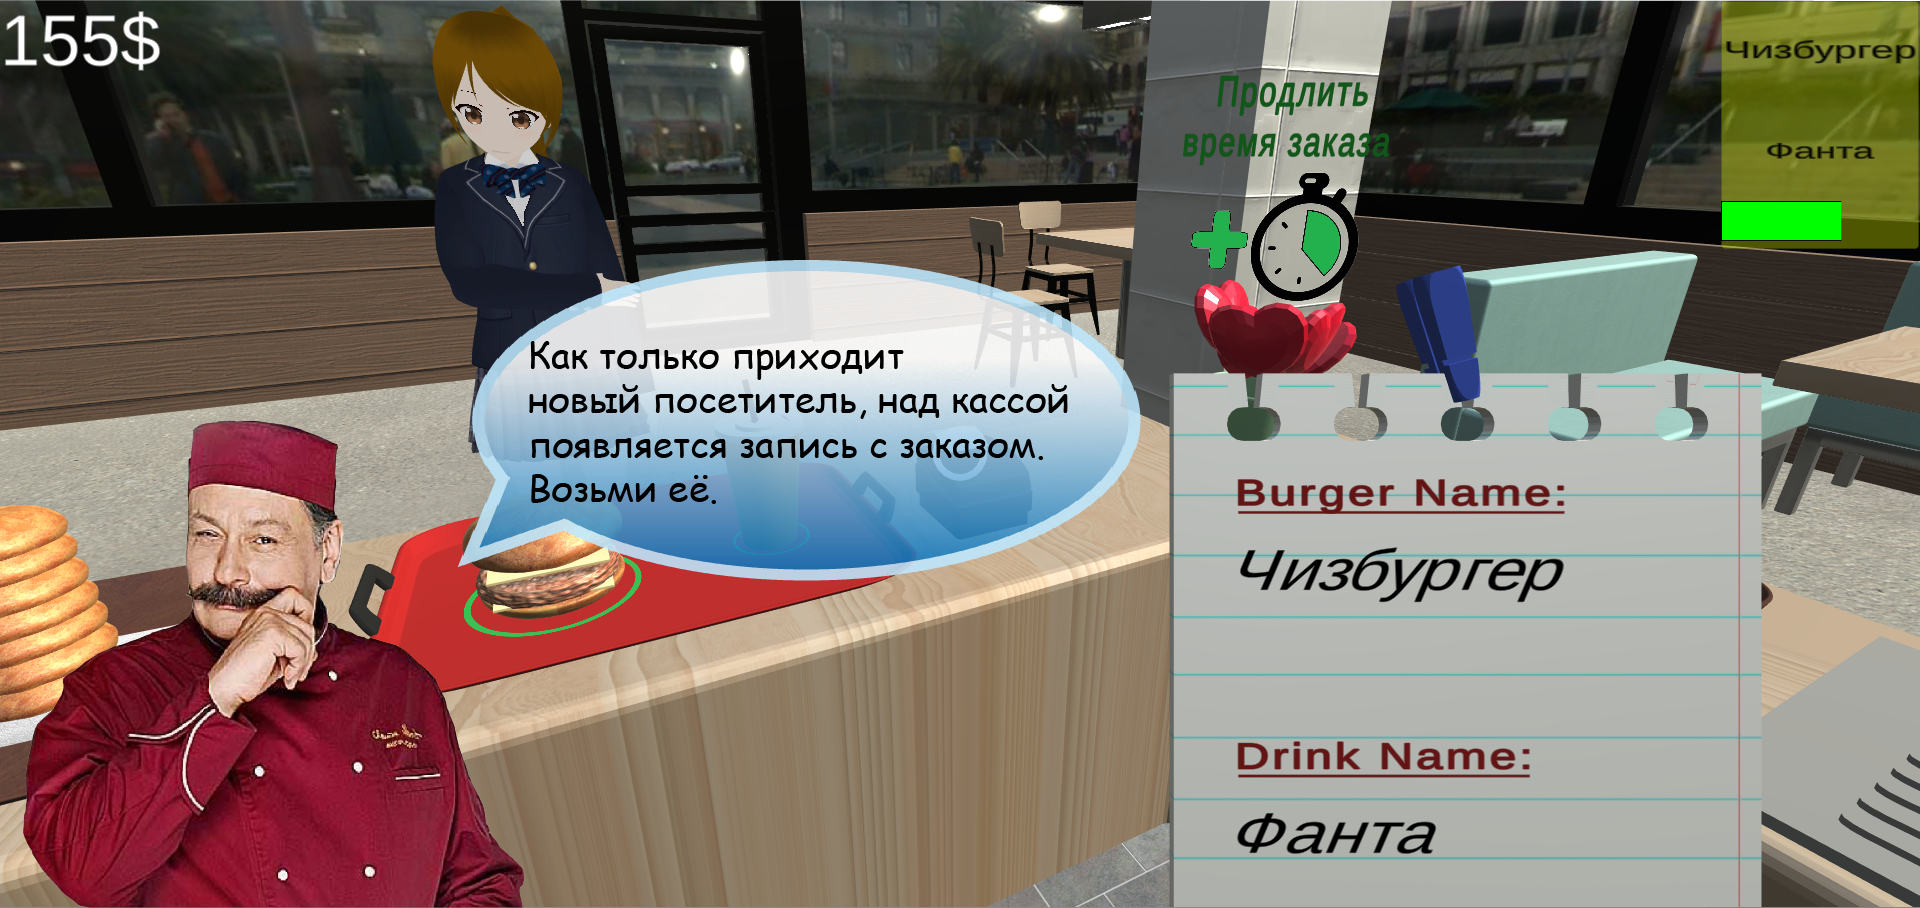 155$
Продлить
время заказа
Чизбургер
Фанта
Как только приходит
новый посетитель, над кассой
появляется запись с заказом.
Возьми её.
Burger Name:
Чизбургер
Drink Name:
Фанта